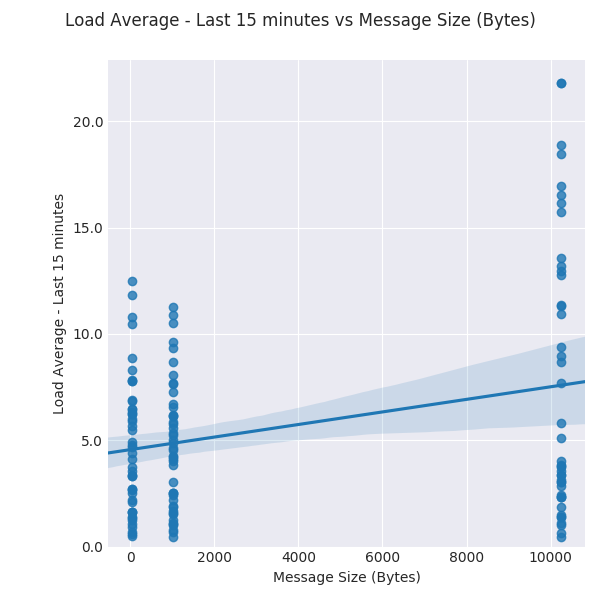 Load Average - Last 15 minutes vs Message Size (Bytes)
Load Average - Last 15 minutes
20.0
15.0
10.0
5.0
0.0
0 2000 4000 6000 8000 10000
Message Size (Bytes)